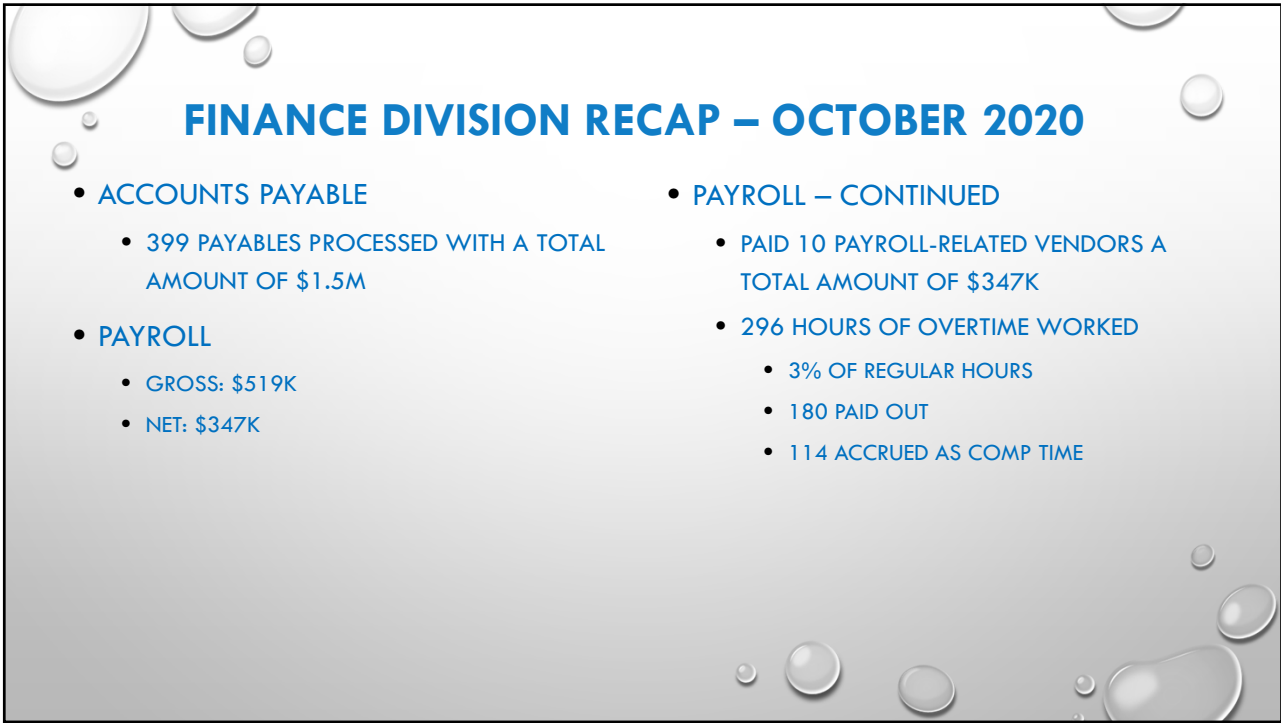 FINANCE DIVISION RECAP – OCTOBER 2020
• ACCOUNTS PAYABLE
• 399 PAYABLES PROCESSED WITH A TOTAL
AMOUNT OF $1.5M
• PAYROLL
• GROSS: $519K
• NET: $347K
• PAYROLL – CONTINUED
• PAID 10 PAYROLL-RELATED VENDORS A
TOTAL AMOUNT OF $347K
• 296 HOURS OF OVERTIME WORKED
• 3% OF REGULAR HOURS
• 180 PAID OUT
• 114 ACCRUED AS COMP TIME